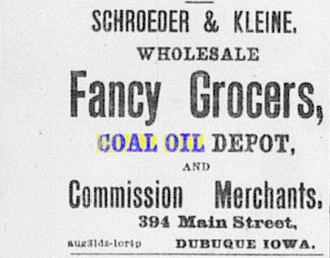 SCHROEDER & KLEINE,
WHOLESALE
Fancy Grocers,
COAL OIL DEPOT,
AND
Commission Merchants,
394 Main Street,
DUBUQUE IOWA.